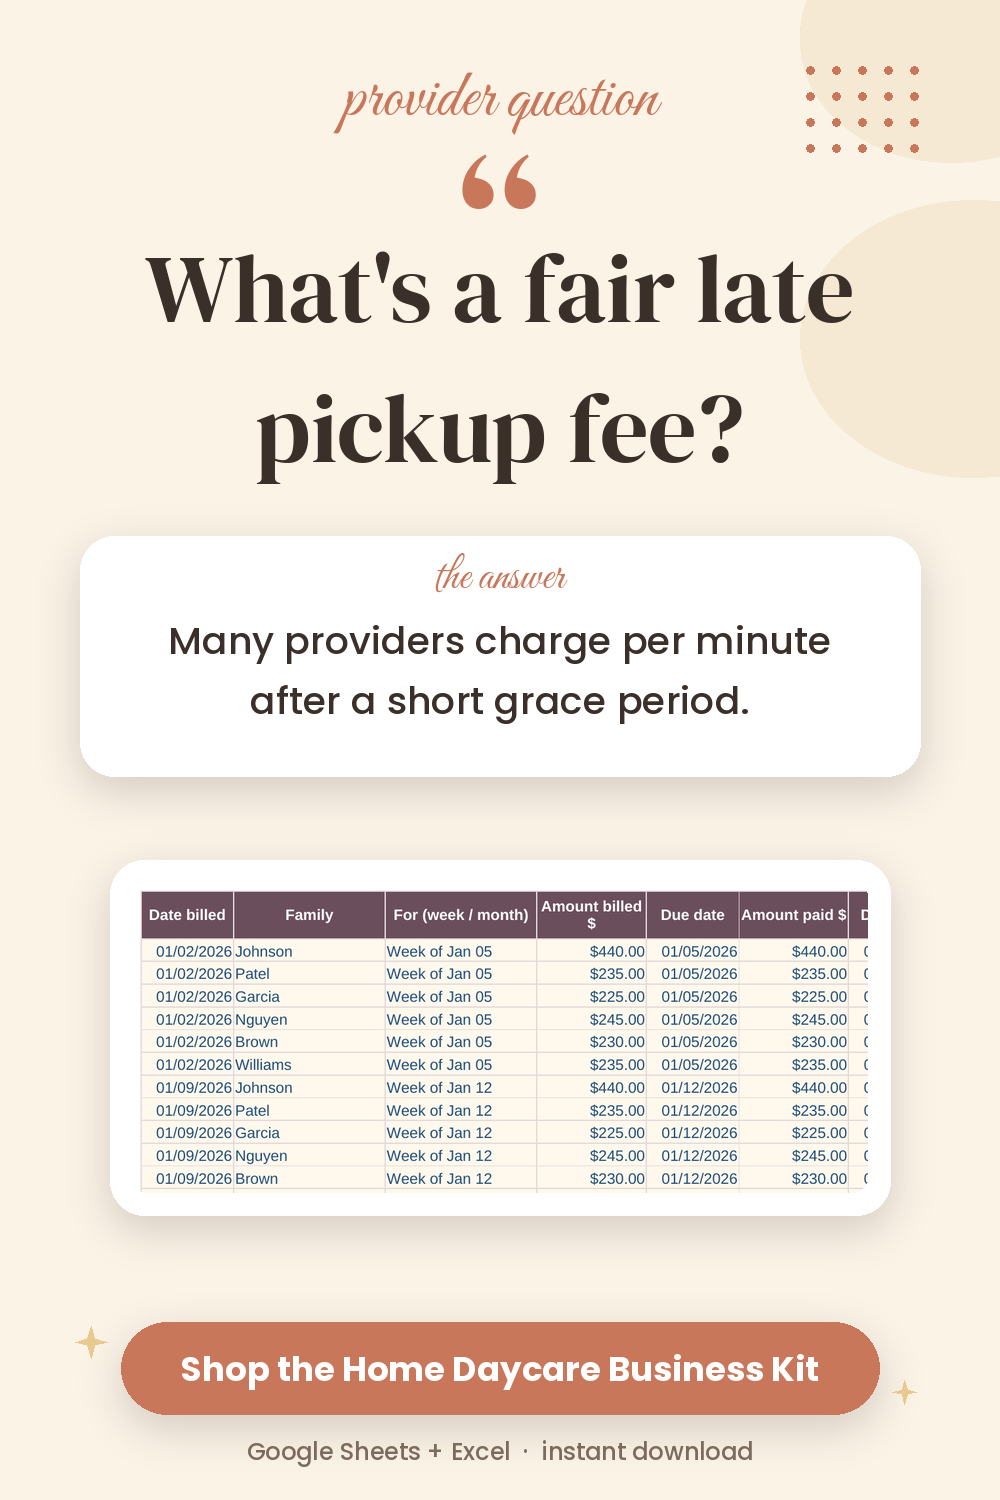 provider question
“
What's a fair late
pickup fee?
the answer
Many providers charge per minute
after a short grace period.
Date billed Family For (week / month) Amount billed $ Due date Amount paid $ D
01/02/2026 Johnson Week of Jan 05 $440.00 01/05/2026 $440.00
01/02/2026 Patel Week of Jan 05 $235.00 01/05/2026 $235.00
01/02/2026 Garcia Week of Jan 05 $225.00 01/05/2026 $225.00
01/02/2026 Nguyen Week of Jan 05 $245.00 01/05/2026 $245.00
01/02/2026 Brown Week of Jan 05 $230.00 01/05/2026 $230.00
01/02/2026 Williams Week of Jan 05 $235.00 01/05/2026 $235.00
01/09/2026 Johnson Week of Jan 12 $440.00 01/12/2026 $440.00
01/09/2026 Patel Week of Jan 12 $235.00 01/12/2026 $235.00
01/09/2026 Garcia Week of Jan 12 $225.00 01/12/2026 $225.00
01/09/2026 Nguyen Week of Jan 12 $245.00 01/12/2026 $245.00
01/09/2026 Brown Week of Jan 12 $230.00 01/12/2026 $230.00
Shop the Home Daycare Business Kit
Google Sheets + Excel · instant download